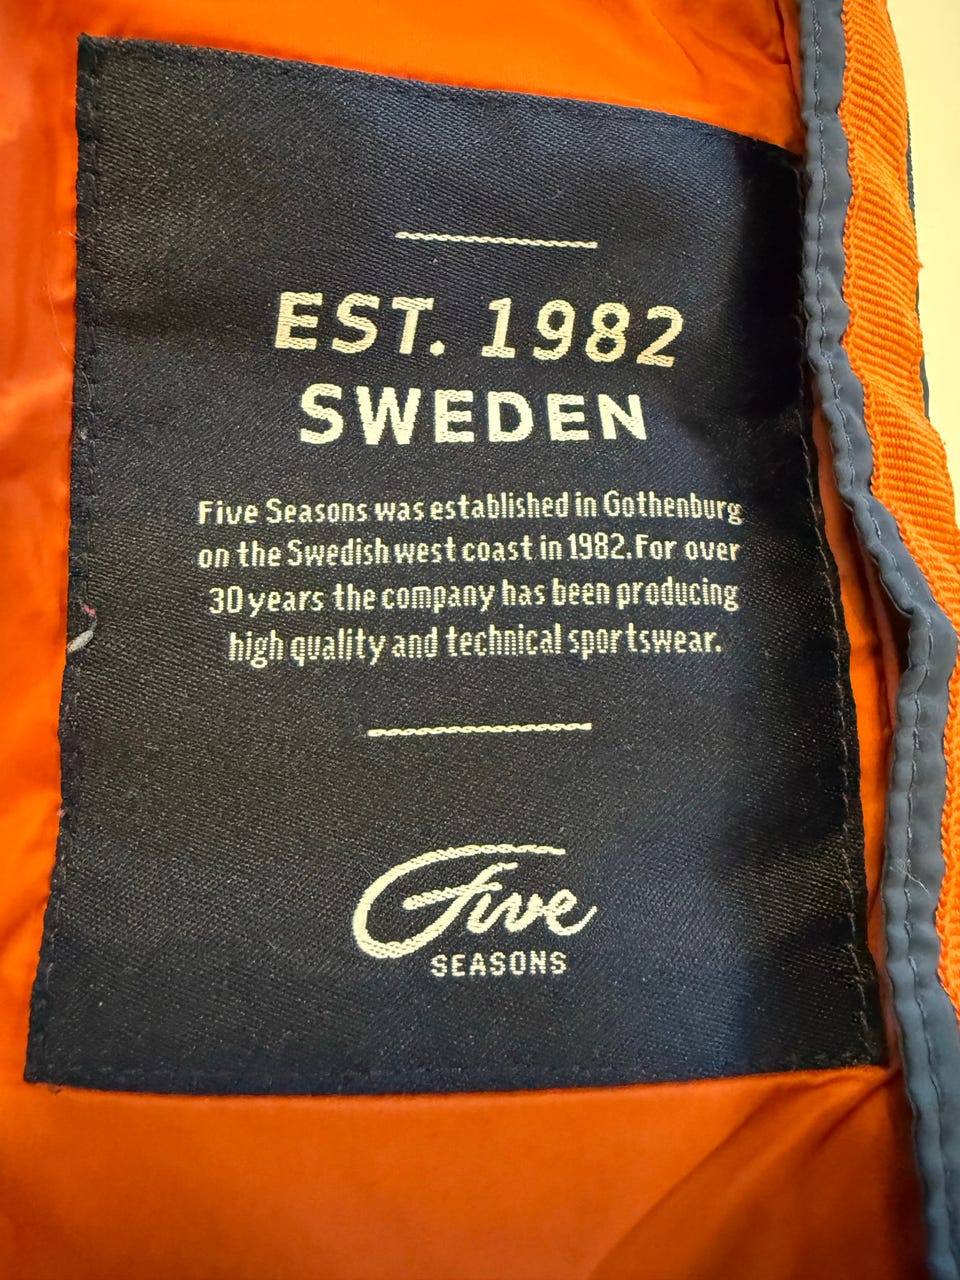 EST. 1982
SWEDEN
Five Seasons was established in Gothenburg
on the Swedish west coast in 1982. For over
30 years the company has been producing
high quality and technical sportswear.
Five
SEASONS